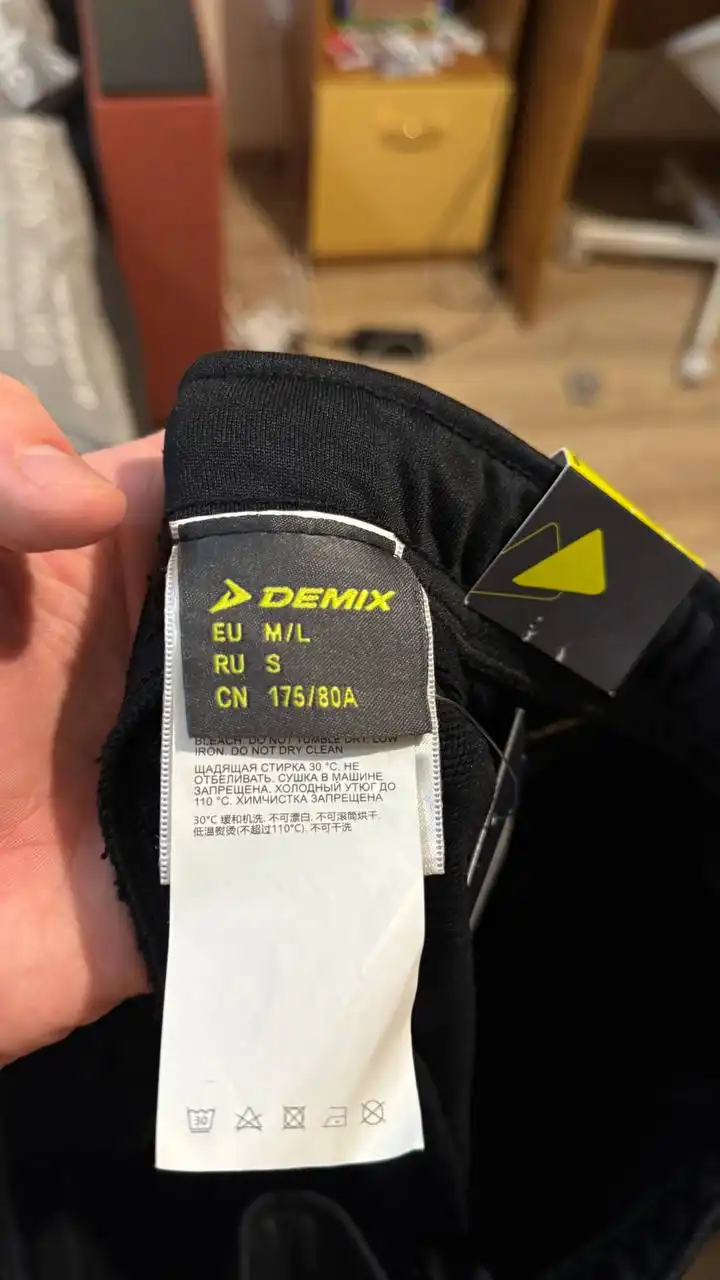 DEMIX
EU M/L
RU S
CN 175/80A
BLEACH. DO NOT TUMBLE DRY. LOW
IRON. DO NOT DRY CLEAN
ЩАДЯЩАЯ СТИРКА 30 °C. НЕ
ОТБЕЛИВАТЬ. СУШКА В МАШИНЕ
ЗАПРЕЩЕНА. ХОЛОДНЫЙ УТЮГ ДО
110 °C. ХИМЧИСТКА ЗАПРЕЩЕНА
30°C 缓和机洗. 不可漂白. 不可滚筒烘干.
低温熨烫(不超过110°C). 不可干洗
30